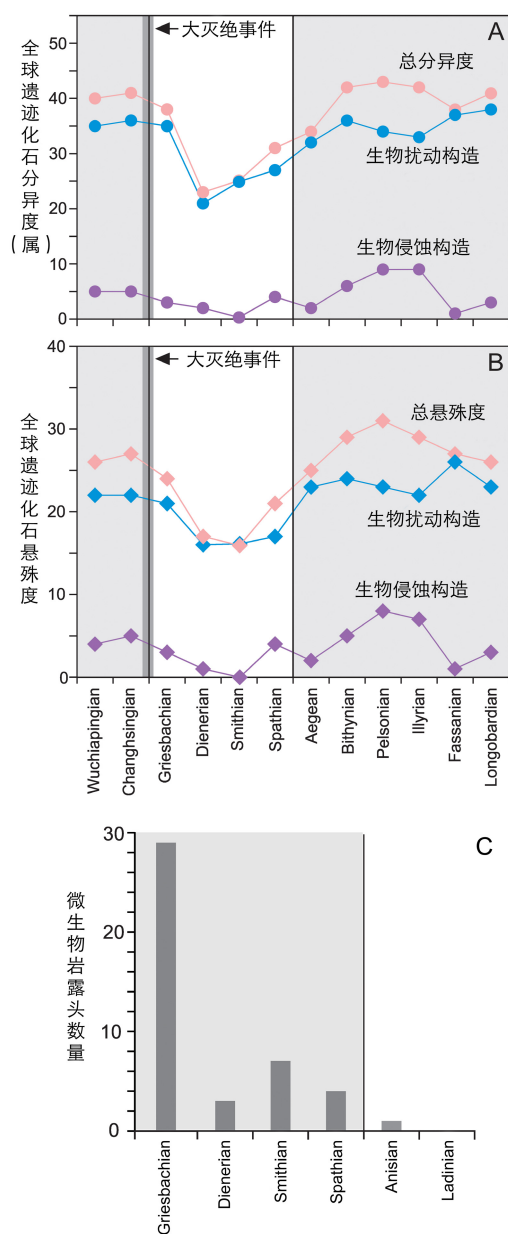 全球遗迹化石分异度(属)
50
40
30
20
10
0
大灭绝事件
A
总分异度
生物扰动构造
生物侵蚀构造
全球遗迹化石悬殊度
40
30
20
10
0
大灭绝事件
B
总悬殊度
生物扰动构造
生物侵蚀构造
Wuchiapingian
Changhsingian
Griesbachian
Dienerian
Smithian
Spathian
Aegean
Bithynian
Pelsonian
Illyrian
Fassanian
Longobardian
微生物岩露头数量
30
20
10
0
C
Griesbachian
Dienerian
Smithian
Spathian
Anisian
Ladinian